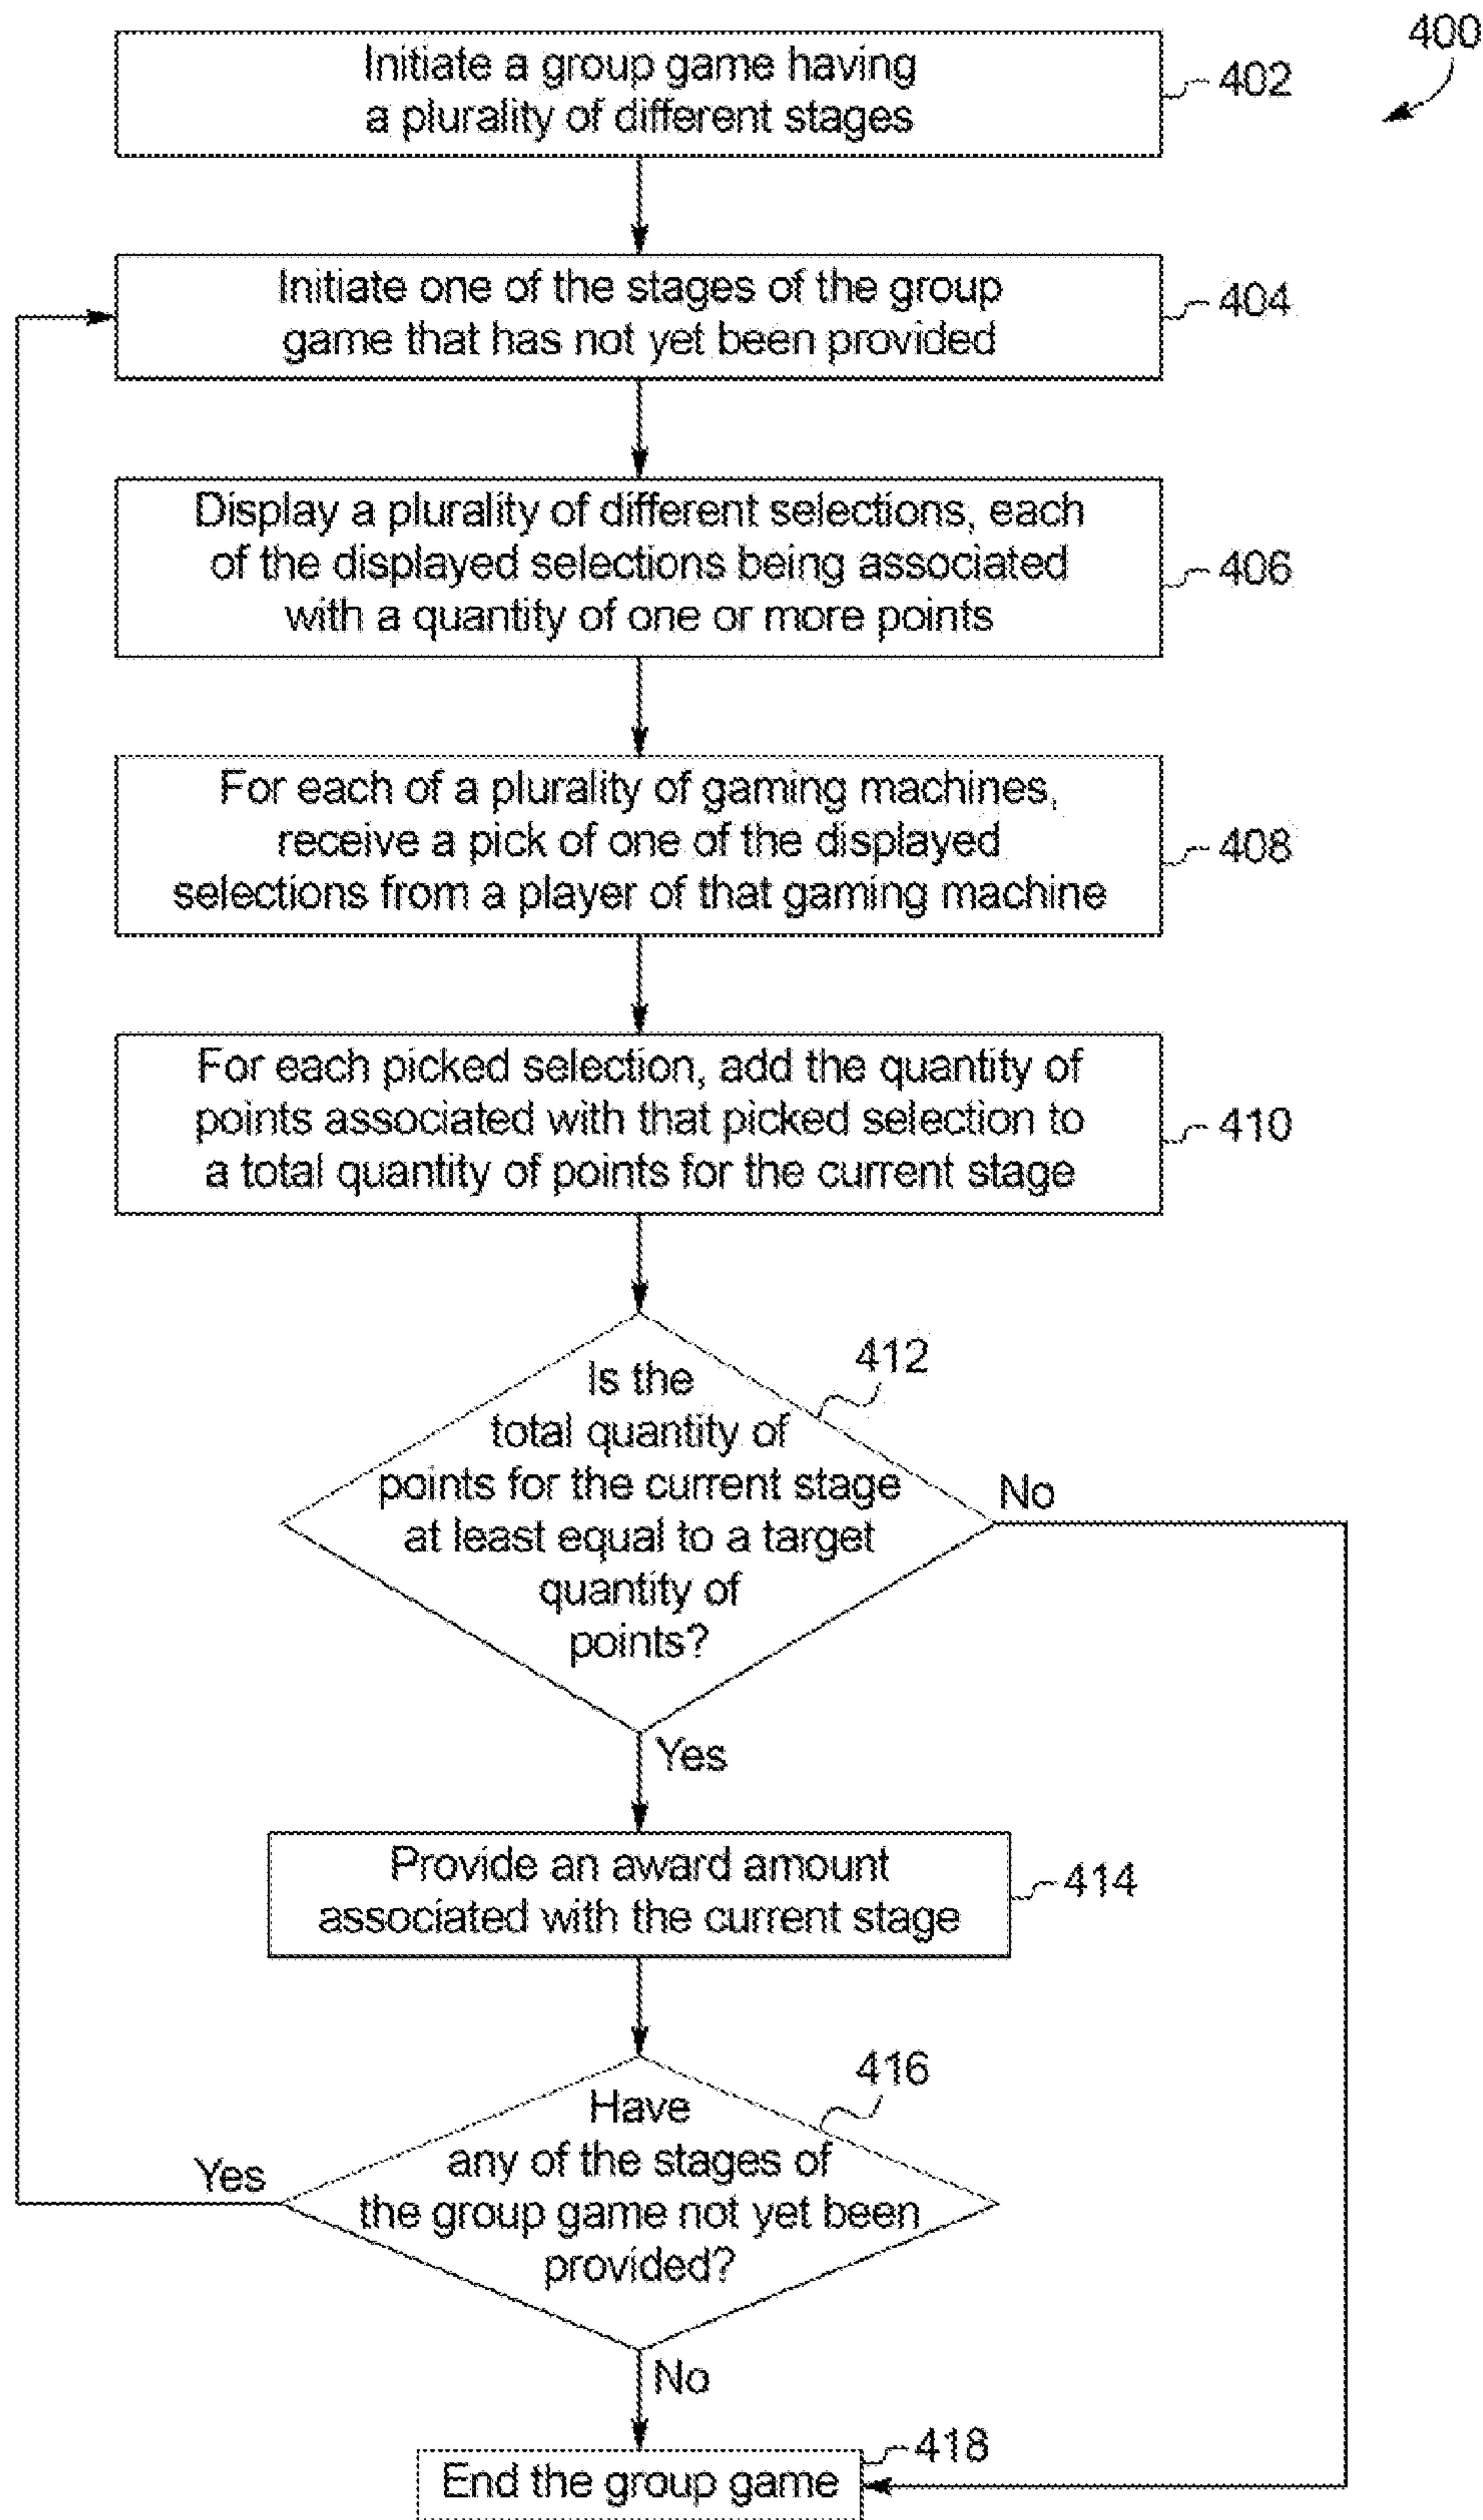 400
Initiate a group game having
a plurality of different stages
402
Initiate one of the stages of the group
game that has not yet been provided
404
Display a plurality of different selections, each
of the displayed selections being associated
with a quantity of one or more points
406
For each of a plurality of gaming machines,
receive a pick of one of the displayed
selections from a player of that gaming machine
408
For each picked selection, add the quantity of
points associated with that picked selection to
a total quantity of points for the current stage
410
412
Is the
total quantity of
points for the current stage
at least equal to a target
quantity of
points?
No
Yes
Provide an award amount
associated with the current stage
414
416
Have
any of the stages of
the group game not yet been
provided?
Yes
No
418
End the group game